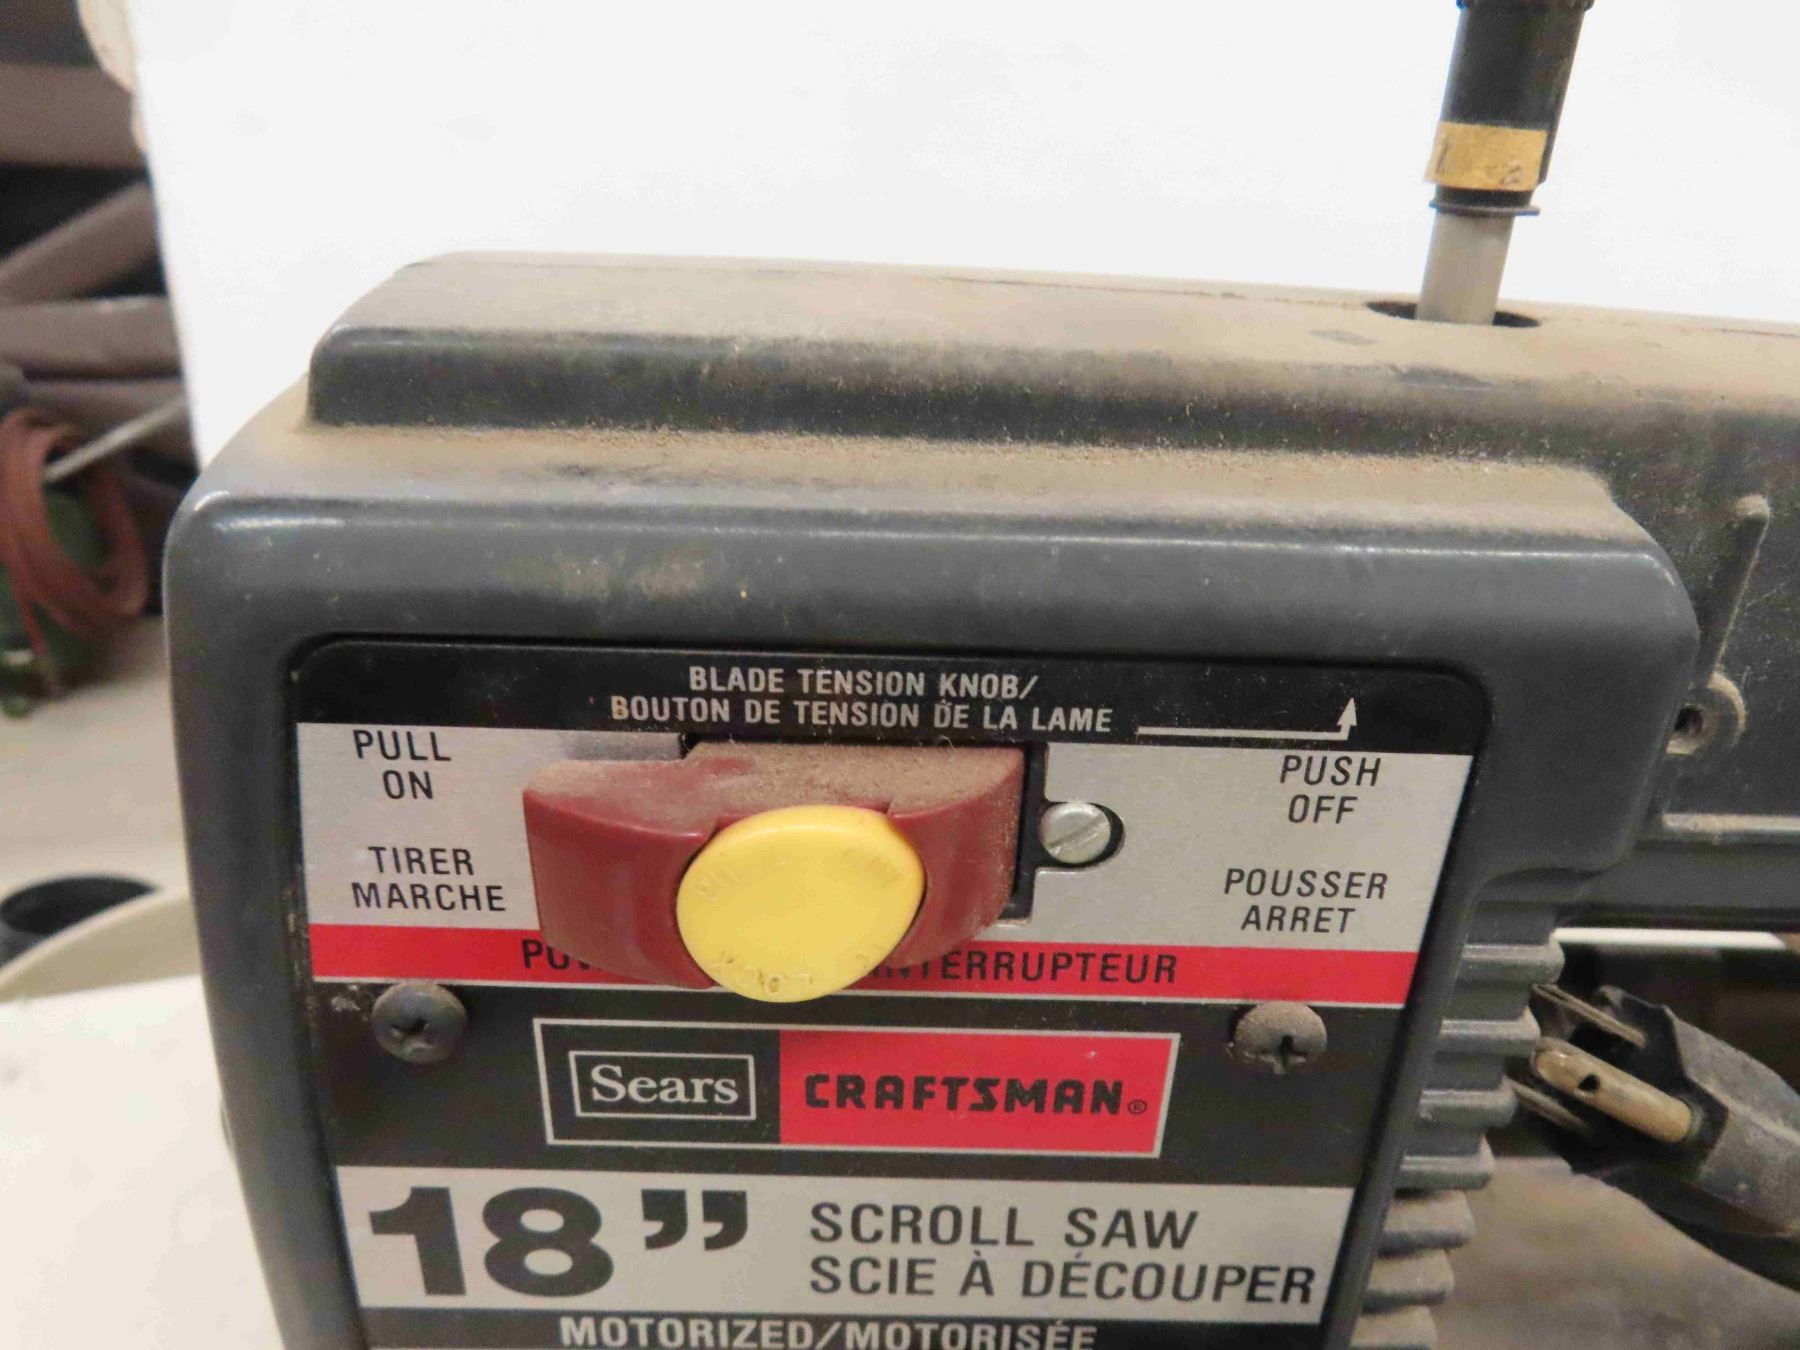 BLADE TENSION KNOB/
BOUTON DE TENSION DE LA LAME
PULL
ON
PUSH
OFF
TIRER
MARCHE
POUSSER
ARRET
INTERRUPTEUR
Sears
CRAFTSMAN®
18”
SCROLL SAW
SCIE À DÉCOUPER
MOTORIZED/MOTORISÉE